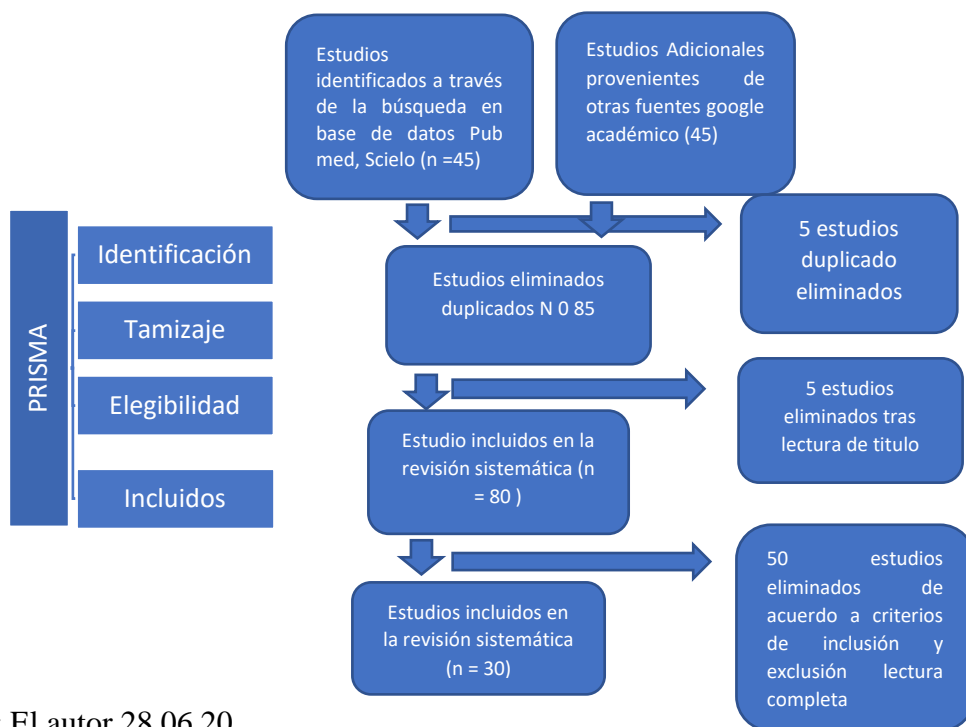 Estudios
identificados a través
de la búsqueda en
base de datos Pub
med, Scielo (n =45)
Estudios Adicionales
provenientes de
otras fuentes google
académico (45)
PRISMA
Identificación
Tamizaje
Elegibilidad
Incluidos
Estudios eliminados
duplicados N 0 85
5 estudios
duplicado
eliminados
Estudio incluidos en la
revisión sistemática (n
= 80 )
5 estudios
eliminados tras
lectura de titulo
Estudios incluidos en
la revisión sistemática
(n = 30)
50 estudios
eliminados de
acuerdo a criterios
de inclusión y
exclusión lectura
completa
El autor 28.06.20